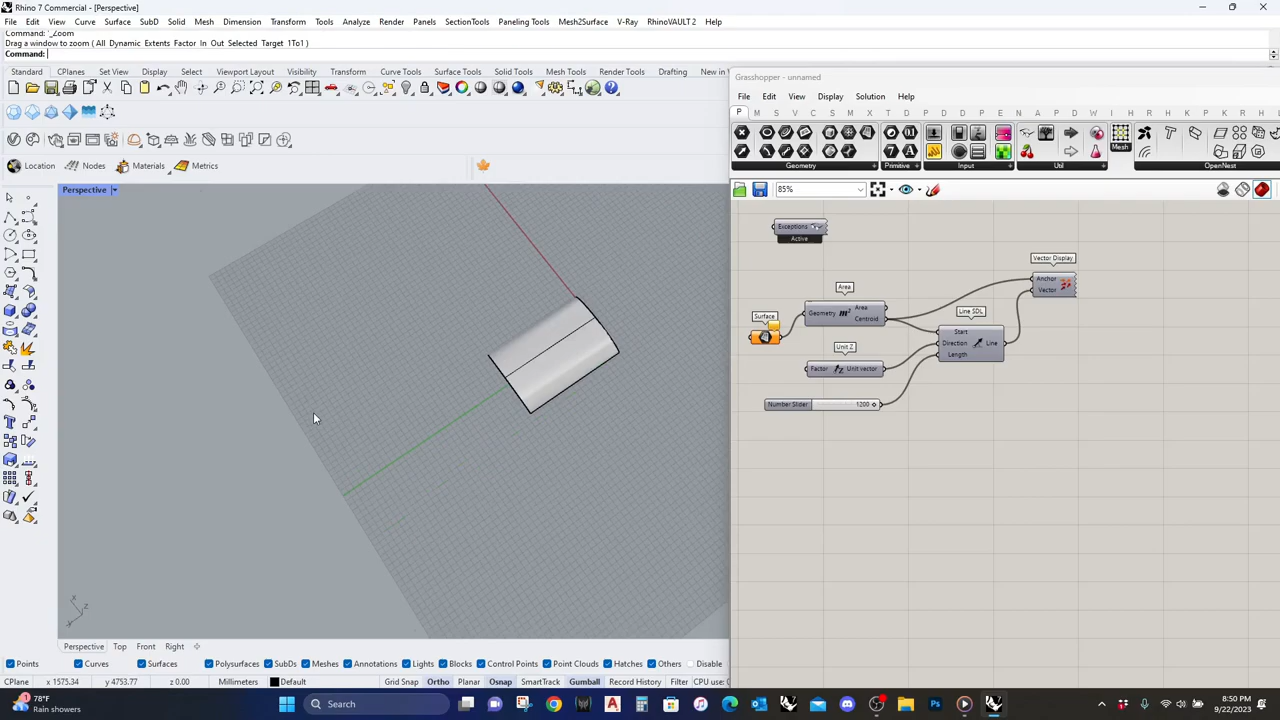 Rhino 7 Commercial - [Perspective]
File Edit View Curve Surface SubD Solid Mesh Dimension Transform Tools Analyze Render Panels SectionTools Paneling Tools Mesh2Surface V-Ray RhinoVAULT 2 Help
Command: '_Zoom
Drag a window to zoom ( All Dynamic Extents Factor In Out Selected Target 1To1 )
Command:
Standard CPlanes Set View Display Select Viewport Layout Visibility Transform Curve Tools Surface Tools Solid Tools Mesh Tools Render Tools Drafting New in V
Location Nodes Materials Metrics
Perspective
Grasshopper - unnamed
File Edit View Display Solution Help
P M S V C S M X T D P V P D A W L B H H H
Geometry Primitive Input Util Mesh OpenNest
85%
Exceptions
Active
Vector Display
Anchor
Vector
Area
Geometry m² Area
Centroid
Surface
Line SDL
Start
Direction Line
Length
Unit Z
Factor Unit vector
Number Slider 1200
x
z
y
Perspective Top Front Right
Points Curves Surfaces Polysurfaces SubDs Meshes Annotations Lights Blocks Control Points Point Clouds Hatches Others Disable
CPlane x 1575.34 y 4753.77 z 0.00 Millimeters Default Grid Snap Ortho Planar Osnap SmartTrack Gumball Record History Filter CPU use:
78°F
Rain showers
Search
8:50 PM
9/22/2023